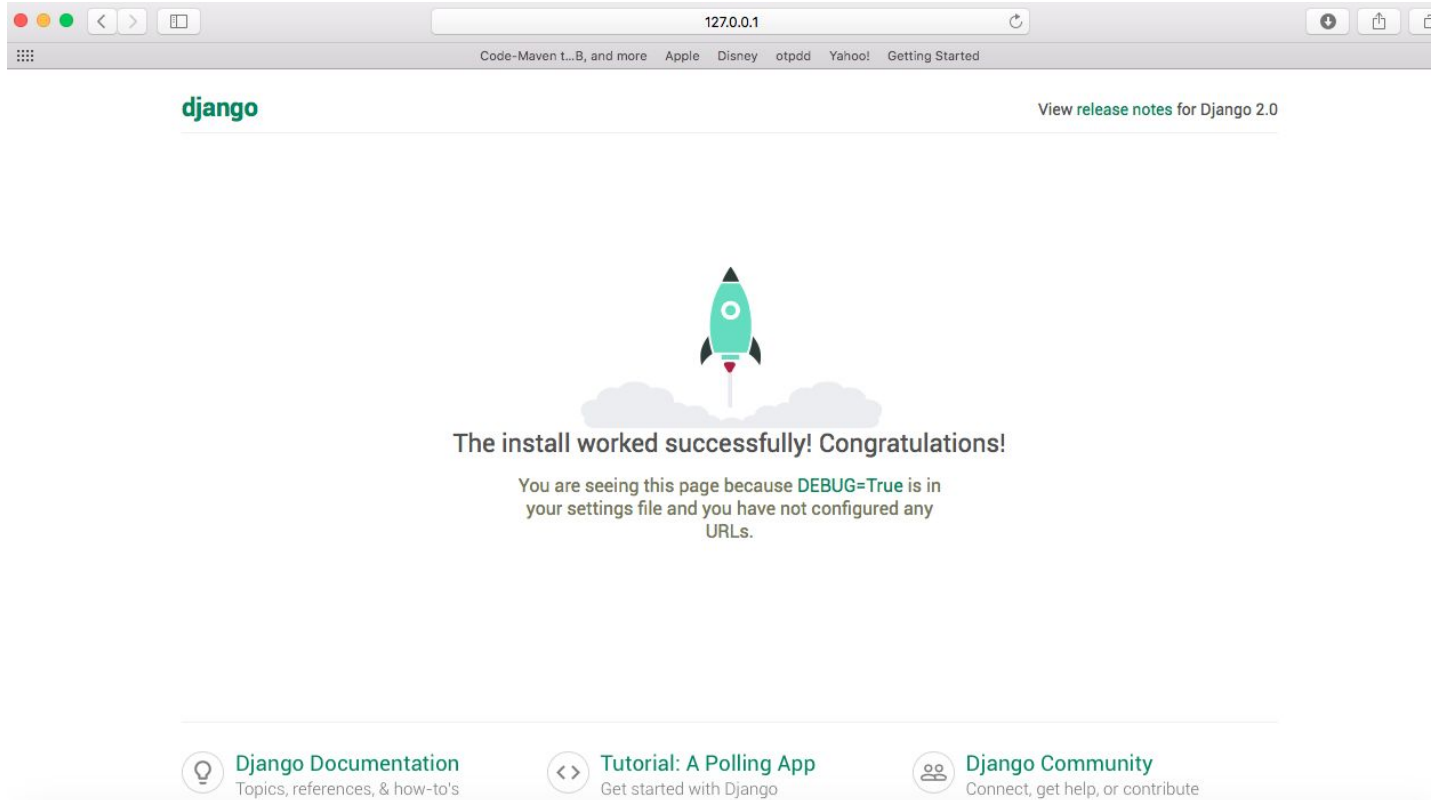 127.0.0.1
Code-Maven t...B, and more Apple Disney otpdd Yahoo! Getting Started
django
View release notes for Django 2.0
The install worked successfully! Congratulations!
You are seeing this page because DEBUG=True is in
your settings file and you have not configured any
URLs.
Django Documentation
Topics, references, & how-to's
Tutorial: A Polling App
Get started with Django
Django Community
Connect, get help, or contribute